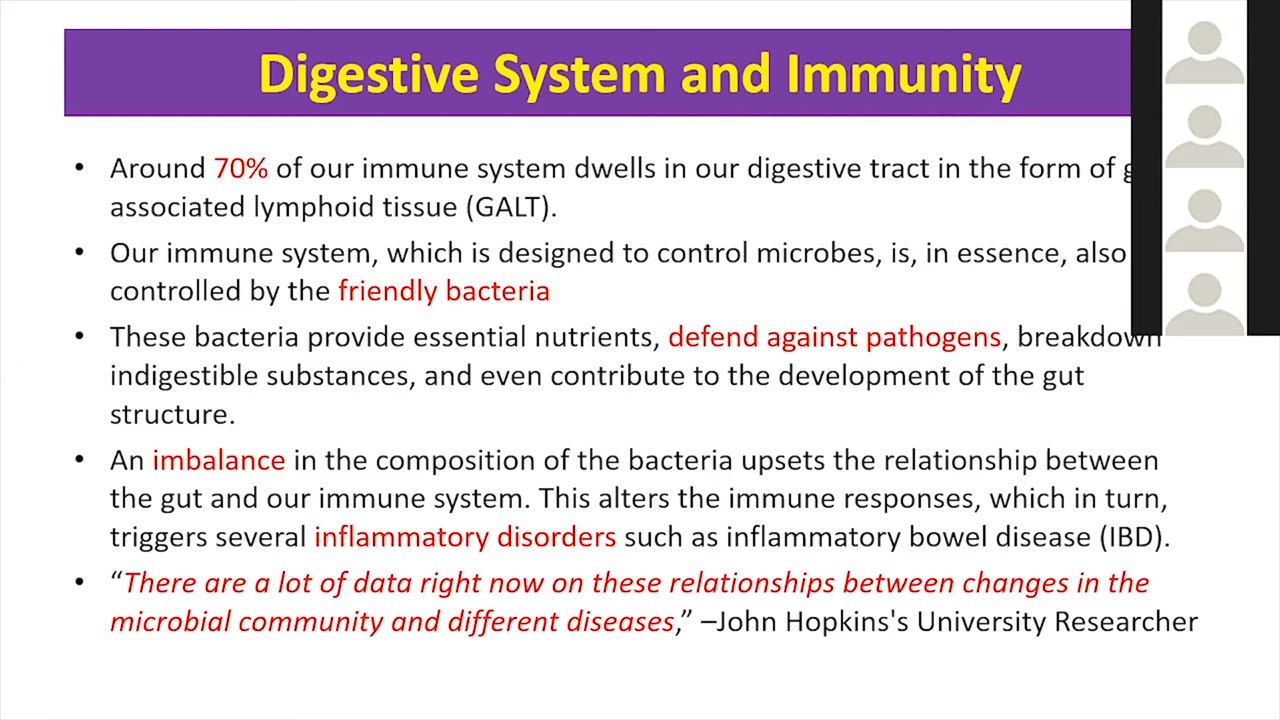 Digestive System and Immunity
• Around 70% of our immune system dwells in our digestive tract in the form of
associated lymphoid tissue (GALT).
• Our immune system, which is designed to control microbes, is, in essence, also
controlled by the friendly bacteria
• These bacteria provide essential nutrients, defend against pathogens, breakdown
indigestible substances, and even contribute to the development of the gut
structure.
• An imbalance in the composition of the bacteria upsets the relationship between
the gut and our immune system. This alters the immune responses, which in turn,
triggers several inflammatory disorders such as inflammatory bowel disease (IBD).
• “There are a lot of data right now on these relationships between changes in the
microbial community and different diseases,” –John Hopkins's University Researcher